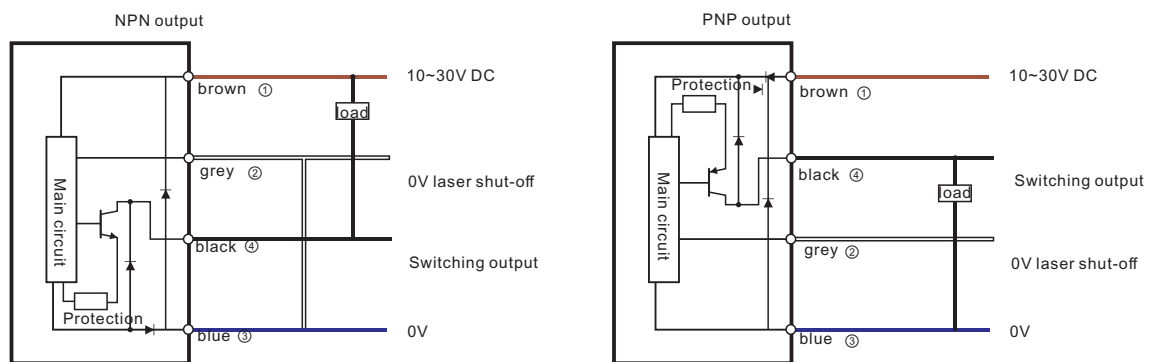 NPN output
10~30V DC
brown ①
load
grey ②
0V laser shut-off
Main circuit
black ④
Switching output
Protection
blue ③
0V
PNP output
10~30V DC
Protection
brown ①
black ④
Switching output
load
Main circuit
grey ②
0V laser shut-off
blue ③
0V